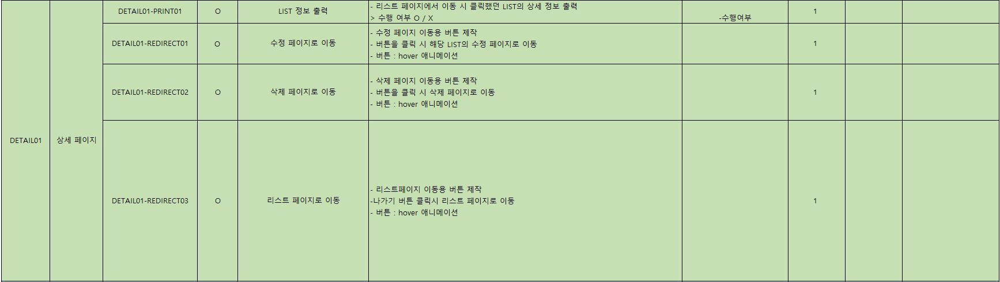 DETAIL01
상세 페이지
DETAIL01-PRINT01
O
LIST 정보 출력
- 리스트 페이지에서 이동 시 클릭했던 LIST의 상세 정보 출력
> 수행 여부 O / X
-수행여부
1
DETAIL01-REDIRECT01
O
수정 페이지로 이동
- 수정 페이지 이동용 버튼 제작
- 버튼을 클릭 시 해당 LIST의 수정 페이지로 이동
- 버튼 : hover 애니메이션
1
DETAIL01-REDIRECT02
O
삭제 페이지로 이동
- 삭제 페이지 이동용 버튼 제작
- 버튼을 클릭 시 삭제 페이지로 이동
- 버튼 : hover 애니메이션
1
DETAIL01-REDIRECT03
O
리스트 페이지로 이동
- 리스트페이지 이동용 버튼 제작
-나가기 버튼 클릭시 리스트 페이지로 이동
- 버튼 : hover 애니메이션
1